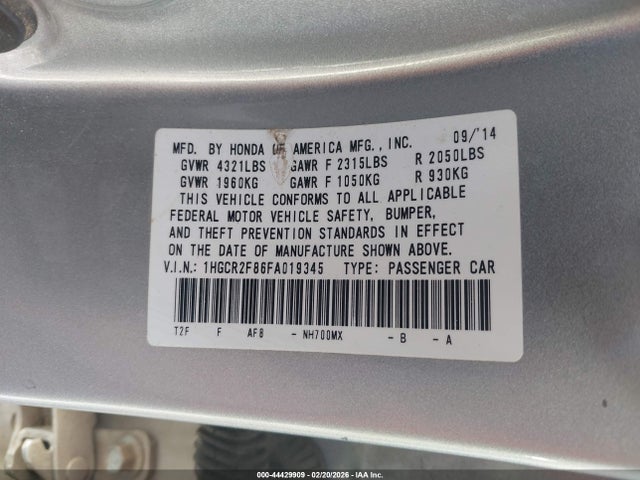 MFD. BY HONDA OF AMERICA MFG., INC. 09/'14
GVWR 4321LBS GAWR F 2315LBS R 2050LBS
GVWR 1960KG GAWR F 1050KG R 930KG
THIS VEHICLE CONFORMS TO ALL APPLICABLE
FEDERAL MOTOR VEHICLE SAFETY, BUMPER,
AND THEFT PREVENTION STANDARDS IN EFFECT
ON THE DATE OF MANUFACTURE SHOWN ABOVE.
V.I.N.: 1HGCR2F86FA019345 TYPE: PASSENGER CAR
T2F F AF8 - NH700MX - B - A
000-44429909 | 02/20/2026 | IAA Inc.